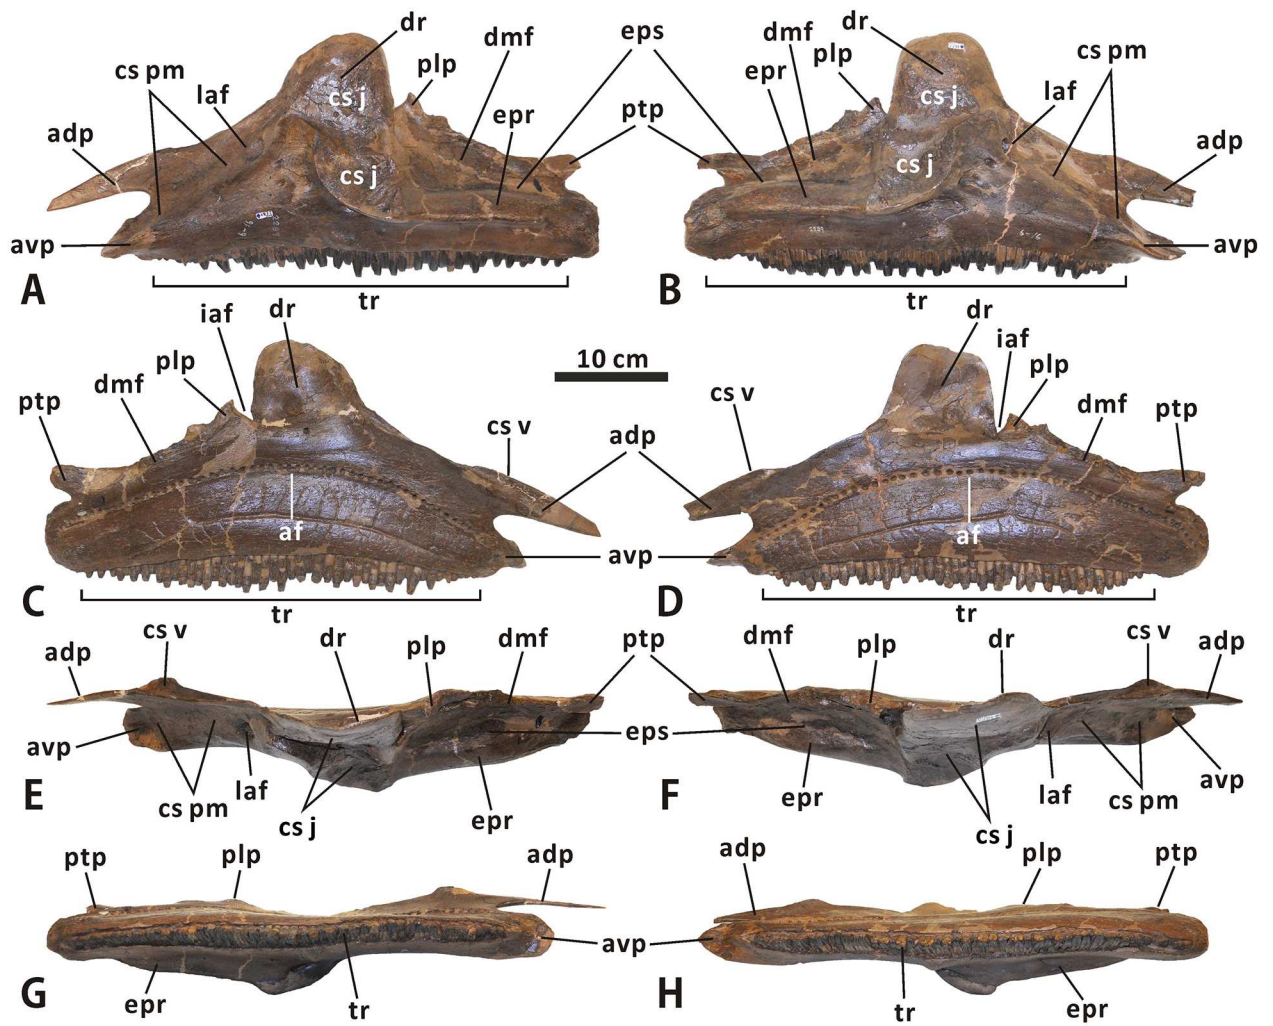 dr
dmf
eps
dmf
dr
cs pm
plp
plp
cs pm
laf
cs j
epr
epr
cs j
laf
adp
ptp
adp
cs j
cs j
avp
avp
A
tr
B
tr
iaf
dr
dr
iaf
plp
10 cm
plp
dmf
cs v
dmf
ptp
cs v
adp
ptp
af
af
avp
C
tr
D
tr
cs v
dr
plp
dmf
ptp
dmf
plp
dr
cs v
adp
adp
avp
eps
E
laf
F
laf
avp
cs pm
epr
epr
cs pm
cs j
cs j
ptp
plp
adp
adp
plp
ptp
avp
G
epr
tr
H
tr
epr